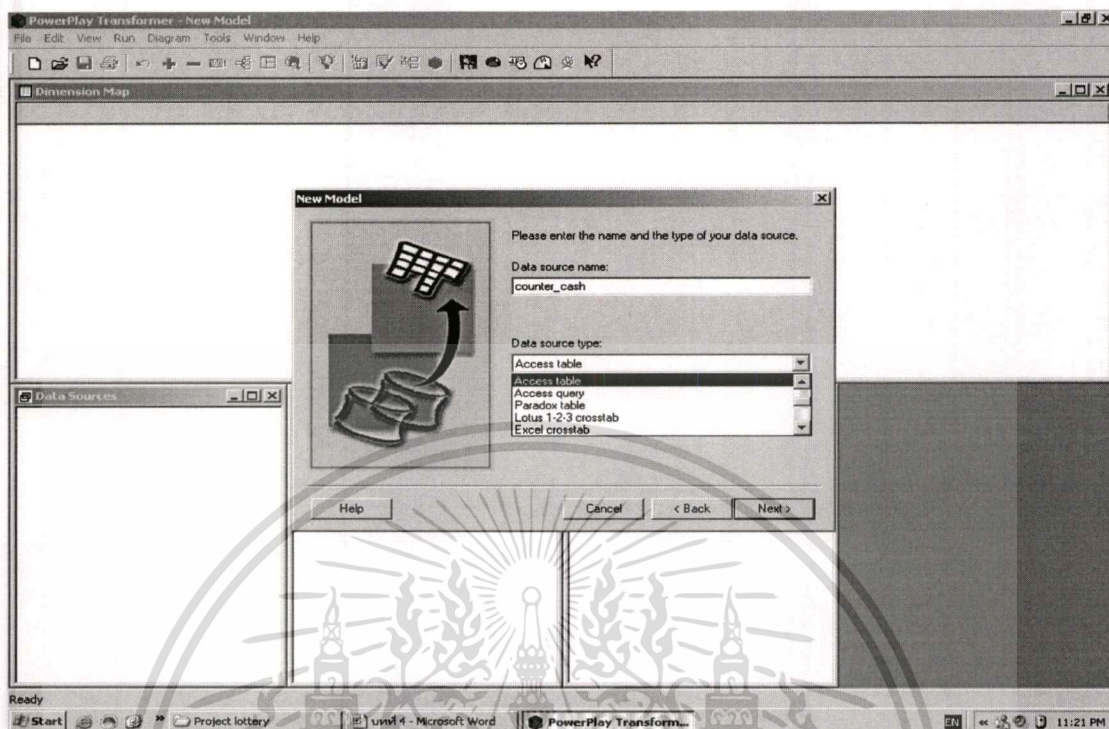 PowerPlay Transformer - New Model
File Edit View Run Diagram Tools Window Help
Dimension Map
New Model
Please enter the name and the type of your data source.
Data source name:
counter_cash
Data source type:
Access table
Access table
Access query
Paradox table
Lotus 1-2-3 crosstab
Excel crosstab
Data Sources
Help Cancel < Back Next >
Ready
Start » Project lottery บทที่ 4 - Microsoft Word PowerPlay Transform... EN « 11:21 PM